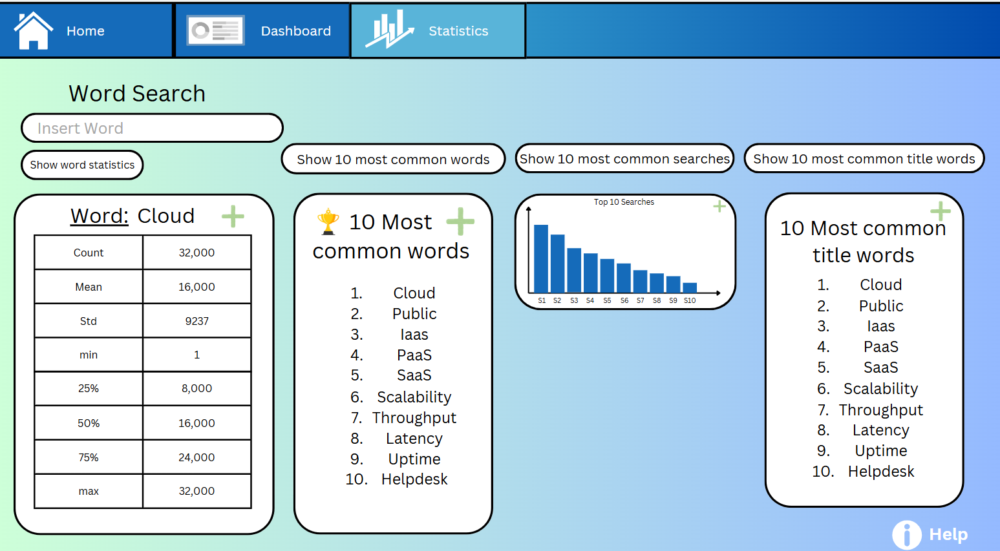 Home
Dashboard
Statistics
Word Search
Insert Word
Show word statistics
Show 10 most common words
Show 10 most common searches
Show 10 most common title words
Word: Cloud
Count 32,000
Mean 16,000
Std 9237
min 1
25% 8,000
50% 16,000
75% 24,000
max 32,000
10 Most
common words
1. Cloud
2. Public
3. Iaas
4. PaaS
5. SaaS
6. Scalability
7. Throughput
8. Latency
9. Uptime
10. Helpdesk
Top 10 Searches
S1 S2 S3 S4 S5 S6 S7 S8 S9 S10
10 Most common
title words
1. Cloud
2. Public
3. Iaas
4. PaaS
5. SaaS
6. Scalability
7. Throughput
8. Latency
9. Uptime
10. Helpdesk
Help